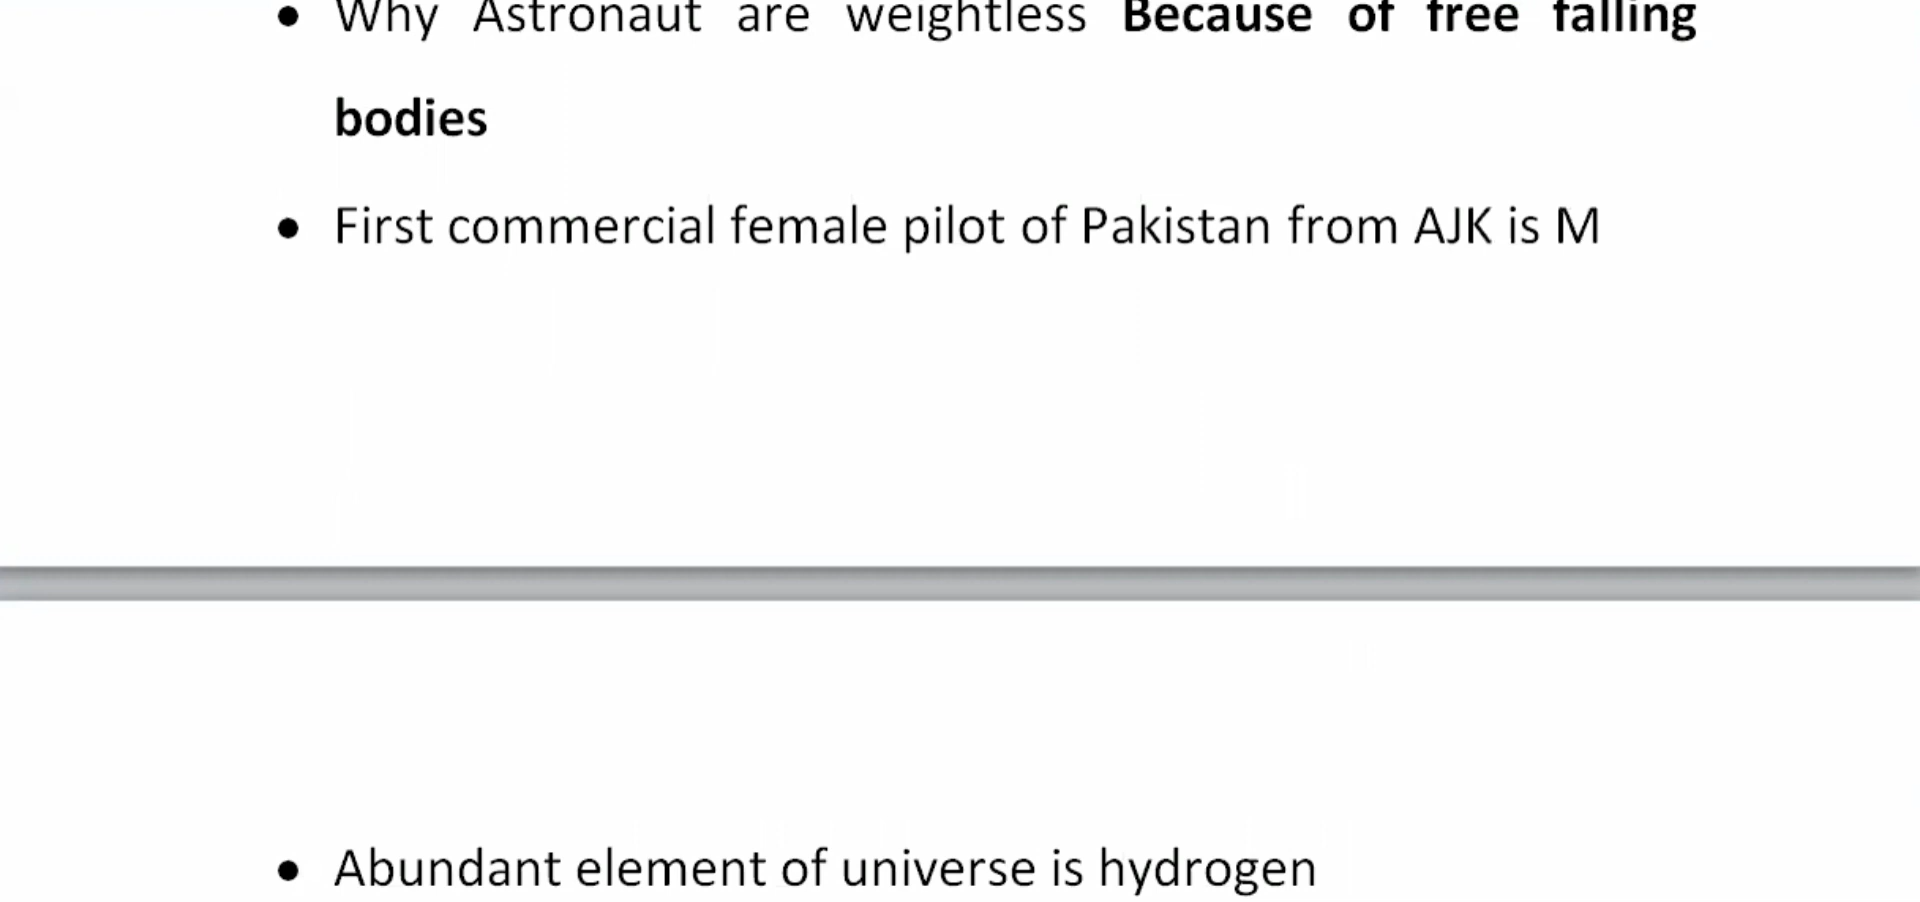 • Why Astronaut are weightless Because of free falling
bodies
• First commercial female pilot of Pakistan from AJK is M
• Abundant element of universe is hydrogen